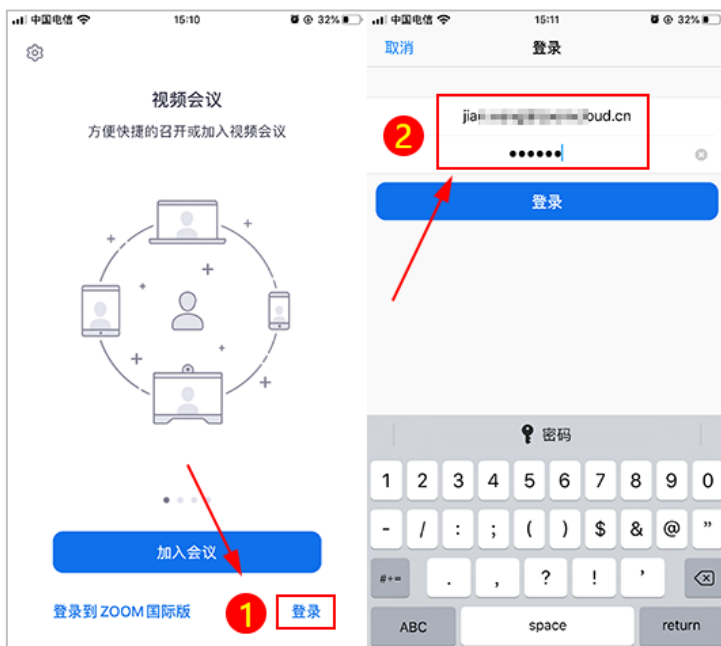 中国电信 15:10 32%
视频会议
方便快捷的召开或加入视频会议
加入会议
登录到 ZOOM 国际版
1
登录
中国电信 15:11 32%
取消 登录
2
登录
密码
1 2 3 4 5 6 7 8 9 0
- / : ; ( ) $ & @ ”
#+= . , ? ! ’
ABC space return